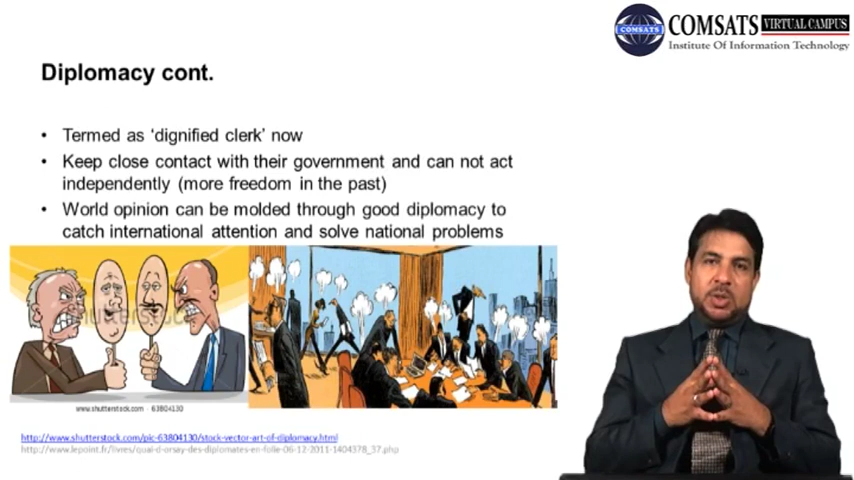 COMSATS VIRTUAL CAMPUS
COMSATS
Institute Of Information Technology
Diplomacy cont.
• Termed as ‘dignified clerk’ now
• Keep close contact with their government and can not act
independently (more freedom in the past)
• World opinion can be molded through good diplomacy to
catch international attention and solve national problems
shutterstock
www.shutterstock.com · 63804130
http://www.shutterstock.com/pic-63804130/stock-vector-art-of-diplomacy.html
http://www.lepoint.fr/livres/quai-d-orsay-des-diplomates-en-folie-06-12-2011-1404378_37.php